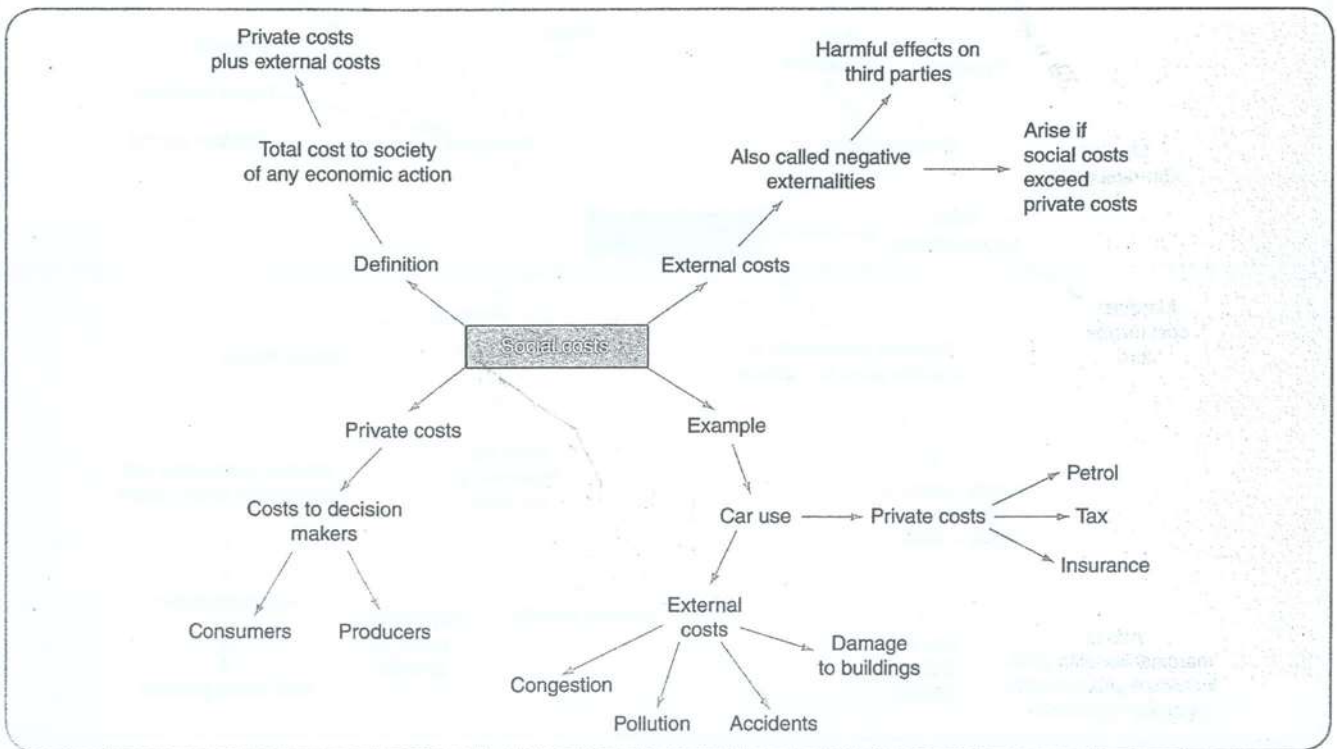 Private costs
plus external costs
Total cost to society
of any economic action
Definition
Harmful effects on
third parties
Also called negative
externalities
Arise if
social costs
exceed
private costs
External costs
Social costs
Private costs
Costs to decision
makers
Consumers
Producers
Example
Car use
Private costs
Petrol
Tax
Insurance
External
costs
Congestion
Pollution
Accidents
Damage
to buildings